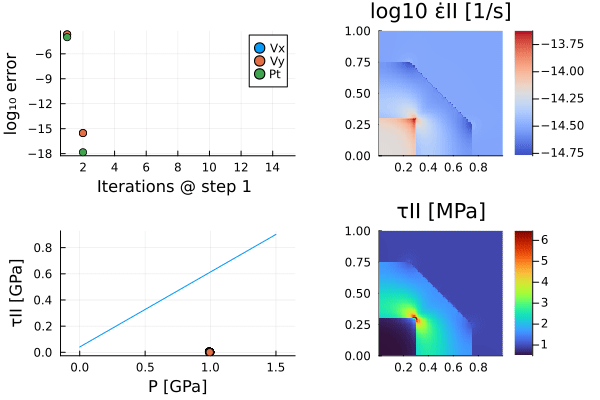 log₁₀ error
−6
−9
−12
−15
−18
2 4 6 8 10 12 14
Iterations @ step 1
Vx
Vy
Pt
log10 ε̇II [1/s]
1.00
0.75
0.50
0.25
0.00
0.2 0.4 0.6 0.8
−13.75
−14.00
−14.25
−14.50
−14.75
τII [GPa]
0.8
0.6
0.4
0.2
0.0
0.0 0.5 1.0 1.5
P [GPa]
τII [MPa]
1.00
0.75
0.50
0.25
0.00
0.2 0.4 0.6 0.8
6
5
4
3
2
1